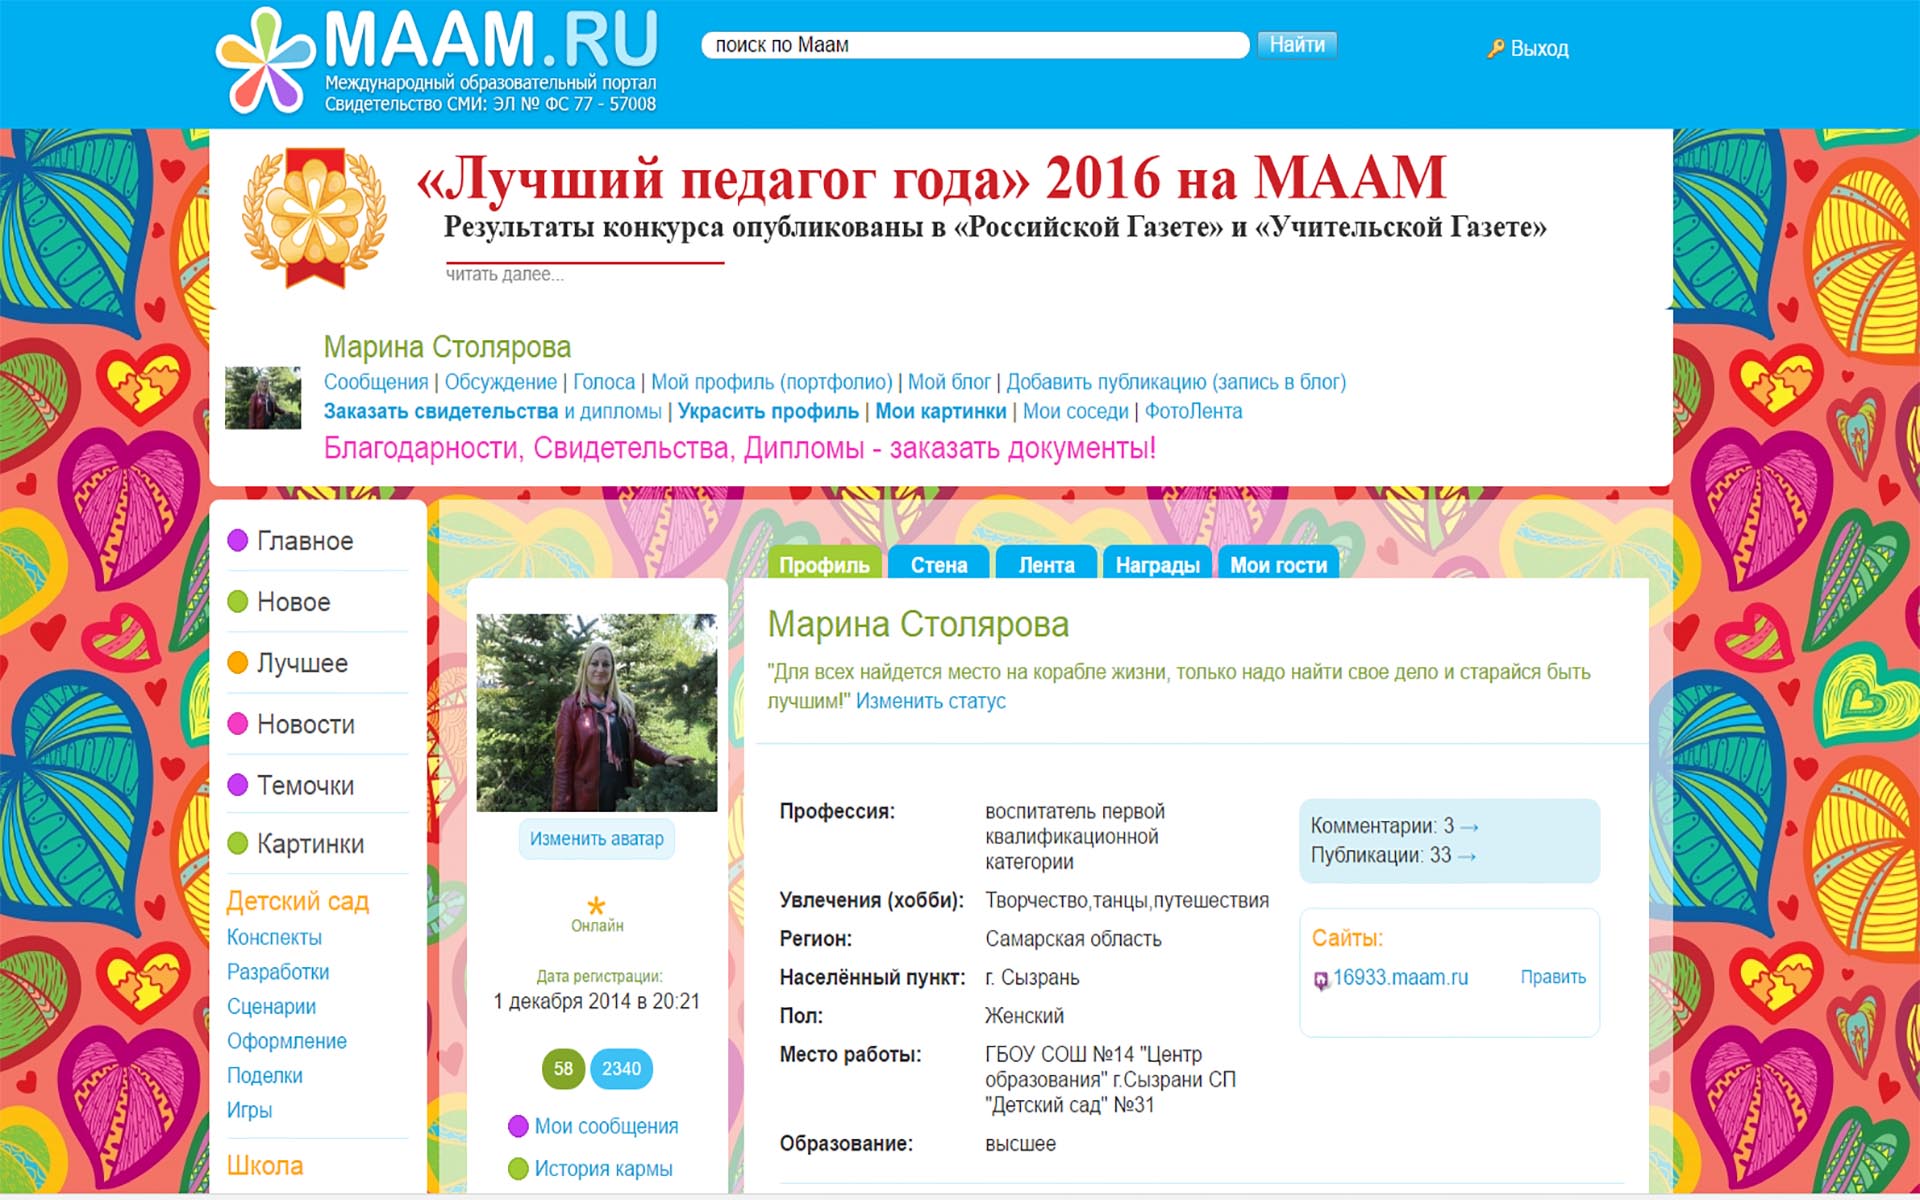 MAAM.RU
Международный образовательный портал
Свидетельство СМИ: ЭЛ № ФС 77 - 57008
поиск по Маам
Найти
Выход
«Лучший педагог года» 2016 на МААМ
Результаты конкурса опубликованы в «Российской Газете» и «Учительской Газете»
читать далее...
Марина Столярова
Сообщения | Обсуждение | Голоса | Мой профиль (портфолио) | Мой блог | Добавить публикацию (запись в блог)
Заказать свидетельства и дипломы | Украсить профиль | Мои картинки | Мои соседи | ФотоЛента
Благодарности, Свидетельства, Дипломы - заказать документы!
Главное
Новое
Лучшее
Новости
Темочки
Картинки
Детский сад
Конспекты
Разработки
Сценарии
Оформление
Поделки
Игры
Школа
Изменить аватар
Онлайн
Дата регистрации:
1 декабря 2014 в 20:21
58 2340
Мои сообщения
История кармы
Профиль Стена Лента Награды Мои гости
Марина Столярова
"Для всех найдется место на корабле жизни, только надо найти свое дело и старайся быть
лучшим!" Изменить статус
Профессия: воспитатель первой
квалификационной
категории
Увлечения (хобби): Творчество,танцы,путешествия
Регион: Самарская область
Населённый пункт: г. Сызрань
Пол: Женский
Место работы: ГБОУ СОШ №14 "Центр
образования" г.Сызрани СП
"Детский сад" №31
Образование: высшее
Комментарии: 3 →
Публикации: 33 →
Сайты:
16933.maam.ru Править